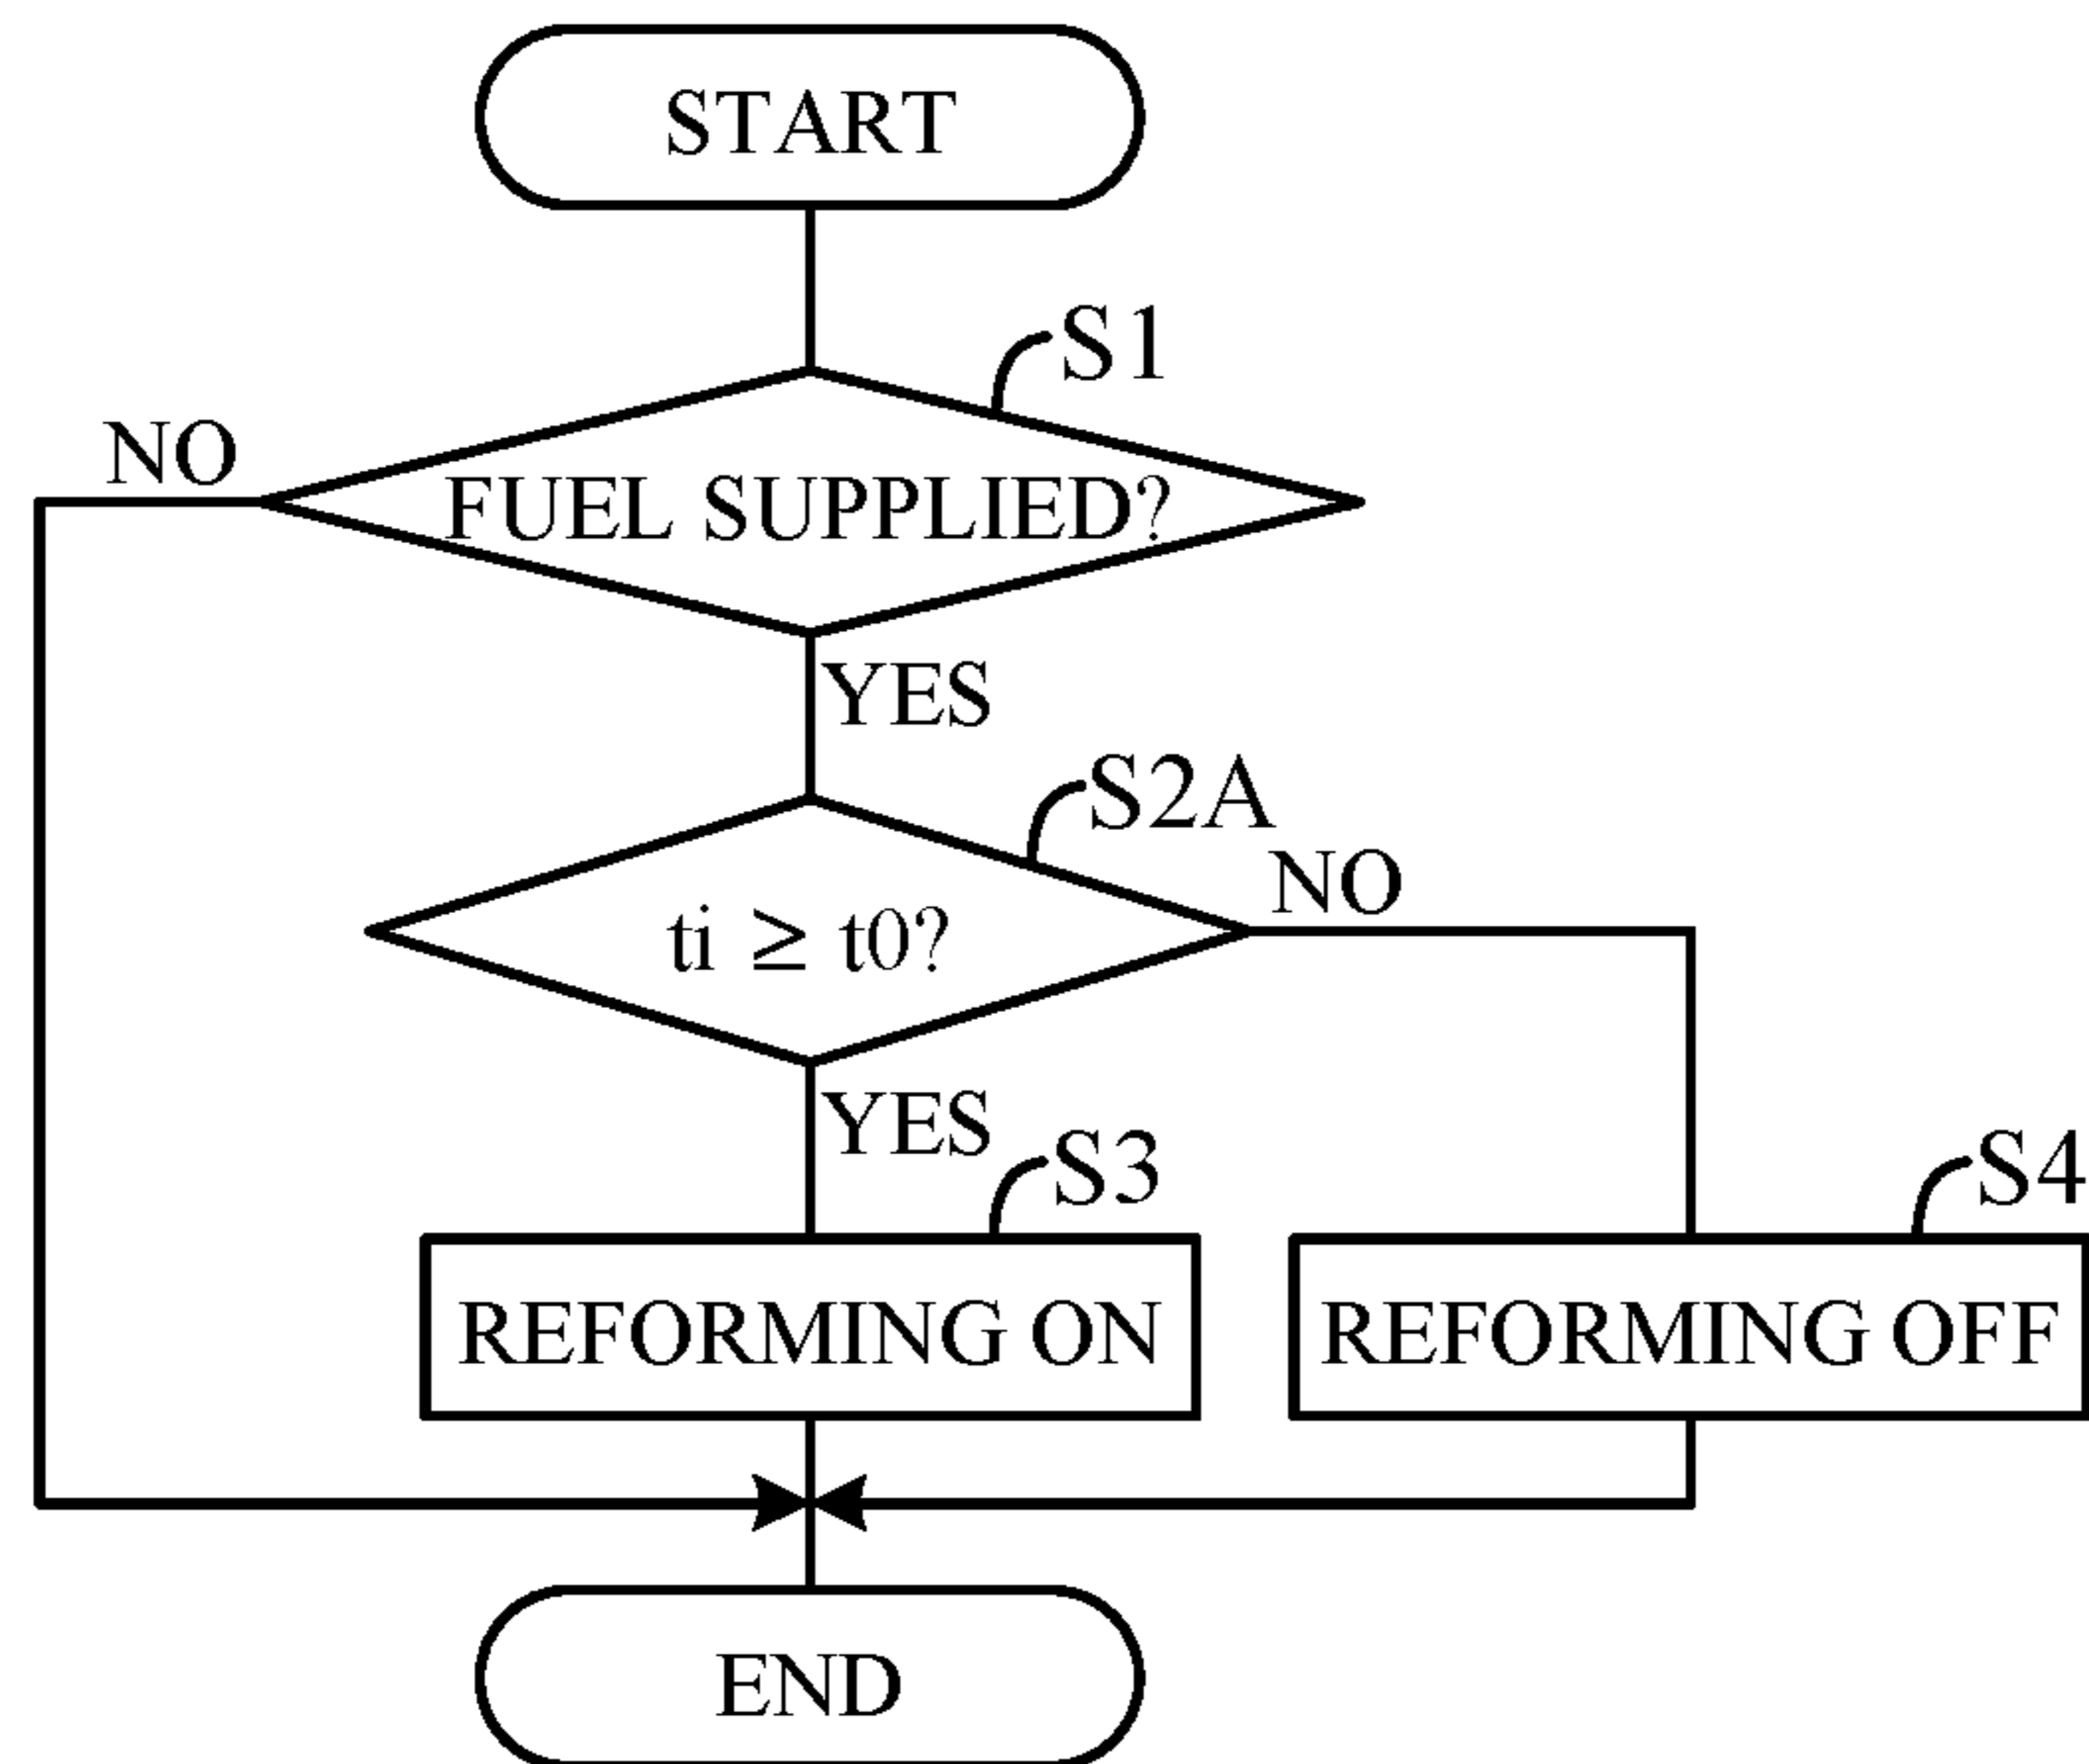 START
S1
NO
FUEL SUPPLIED?
YES
S2A
NO
ti ≥ t0?
YES
S3
S4
REFORMING ON
REFORMING OFF
END